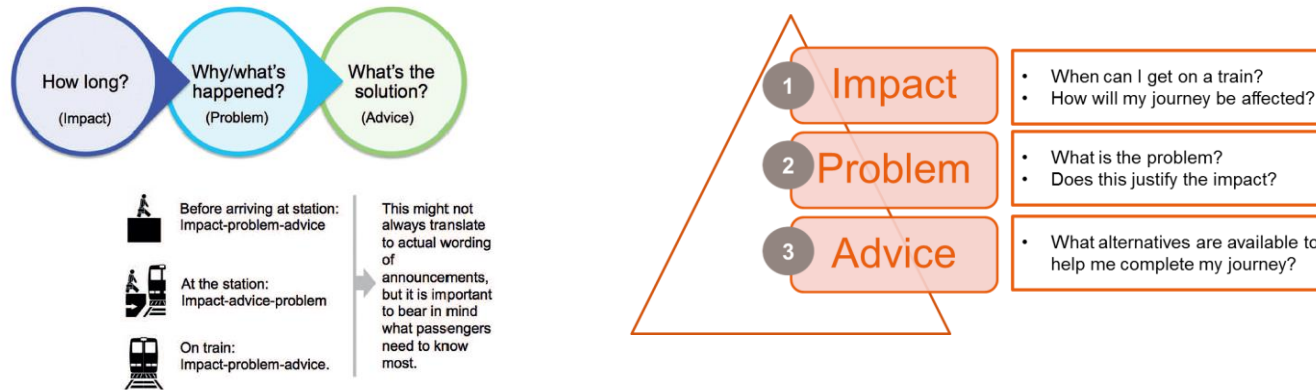 How long?
(Impact)
Why/what's
happened?
(Problem)
What's the
solution?
(Advice)
Before arriving at station:
Impact-problem-advice
At the station:
Impact-advice-problem
On train:
Impact-problem-advice.
This might not
always translate
to actual wording
of
announcements,
but it is important
to bear in mind
what passengers
need to know
most.
1
Impact
• When can I get on a train?
• How will my journey be affected?
2
Problem
• What is the problem?
• Does this justify the impact?
3
Advice
• What alternatives are available to
help me complete my journey?